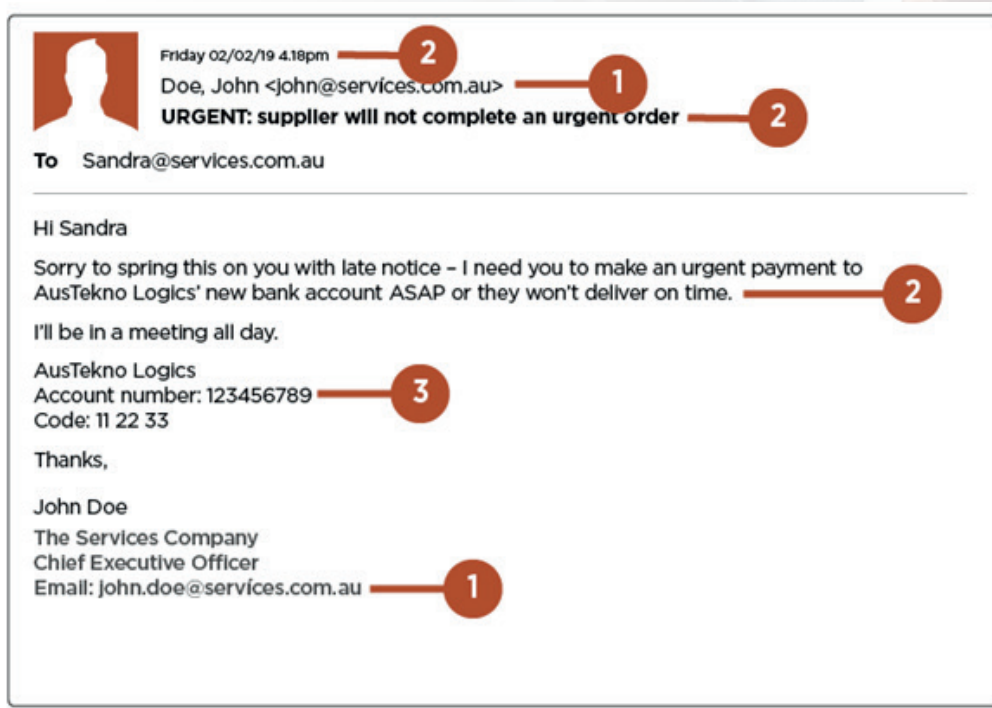 Friday 02/02/19 4.18pm 2
Doe, John <john@servíces.com.au> 1
URGENT: supplier will not complete an urgent order 2
To Sandra@services.com.au
Hi Sandra
Sorry to spring this on you with late notice – I need you to make an urgent payment to
AusTekno Logics’ new bank account ASAP or they won’t deliver on time. 2
I’ll be in a meeting all day.
AusTekno Logics
Account number: 123456789 3
Code: 11 22 33
Thanks,
John Doe
The Services Company
Chief Executive Officer
Email: john.doe@servíces.com.au 1